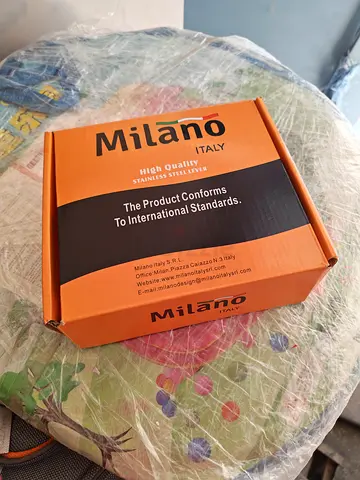 Milano
ITALY
High Quality
STAINLESS STEEL LEVER
The Product Conforms
To International Standards.
Milano Italy S.R.L.
Office:Milan,Piazza Caiazzo N.3 Italy
Website:www.milanoitalysrl.com
E-mail:milanodesign@milanoitalysrl.com
Milano
ITALY